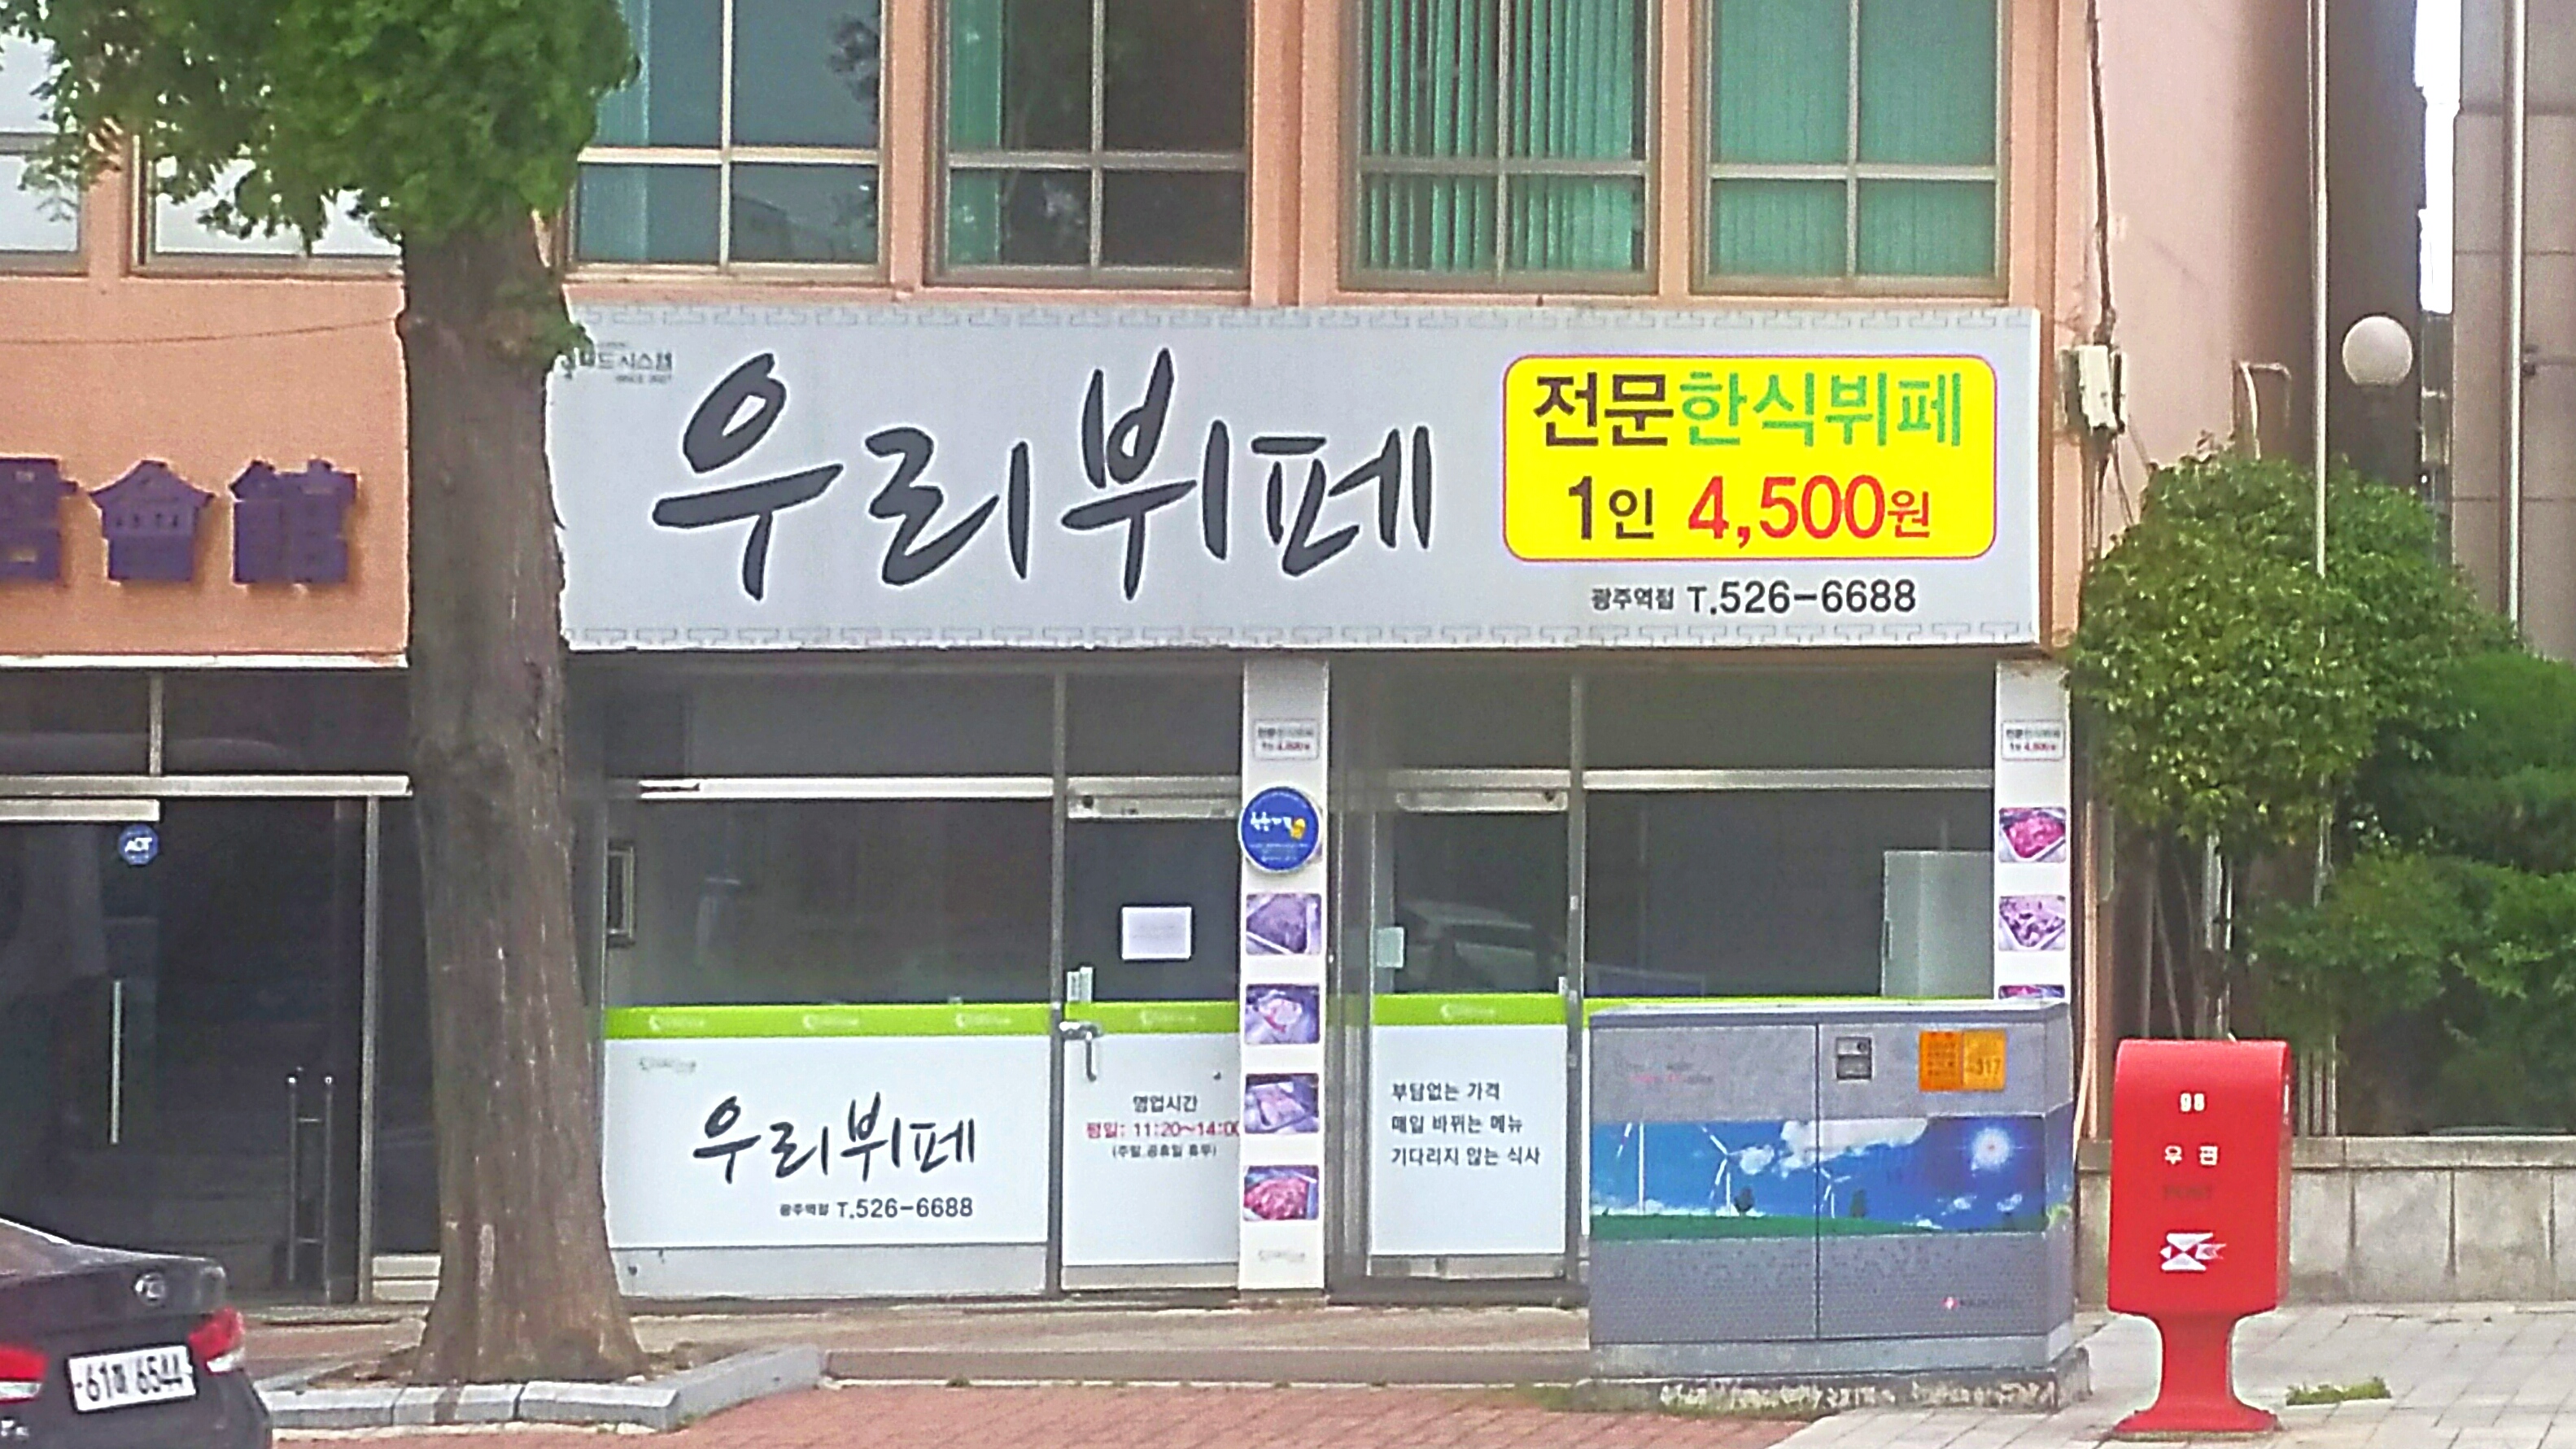 우리뷔페
전문한식뷔페
1인 4,500원
광주역점 T.526-6688
ADT
우리뷔페
광주역점 T.526-6688
영업시간
평일: 11:20~14:00
(주말,공휴일 휴무)
부담없는 가격
매일 바뀌는 메뉴
기다리지 않는 식사
98
우편
6544